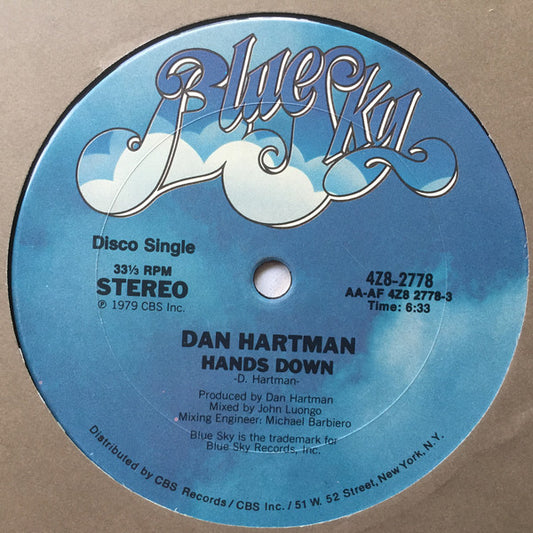 Blue Sky
Disco Single
33⅓ RPM
STEREO
℗ 1979 CBS Inc.
4Z8-2778
AA-AF 4Z8 2778-3
Time: 6:33
DAN HARTMAN
HANDS DOWN
-D. Hartman-
Produced by Dan Hartman
Mixed by John Luongo
Mixing Engineer: Michael Barbiero
Blue Sky is the trademark for
Blue Sky Records, Inc.
Distributed by CBS Records/CBS Inc./51 W. 52 Street, New York, N.Y.